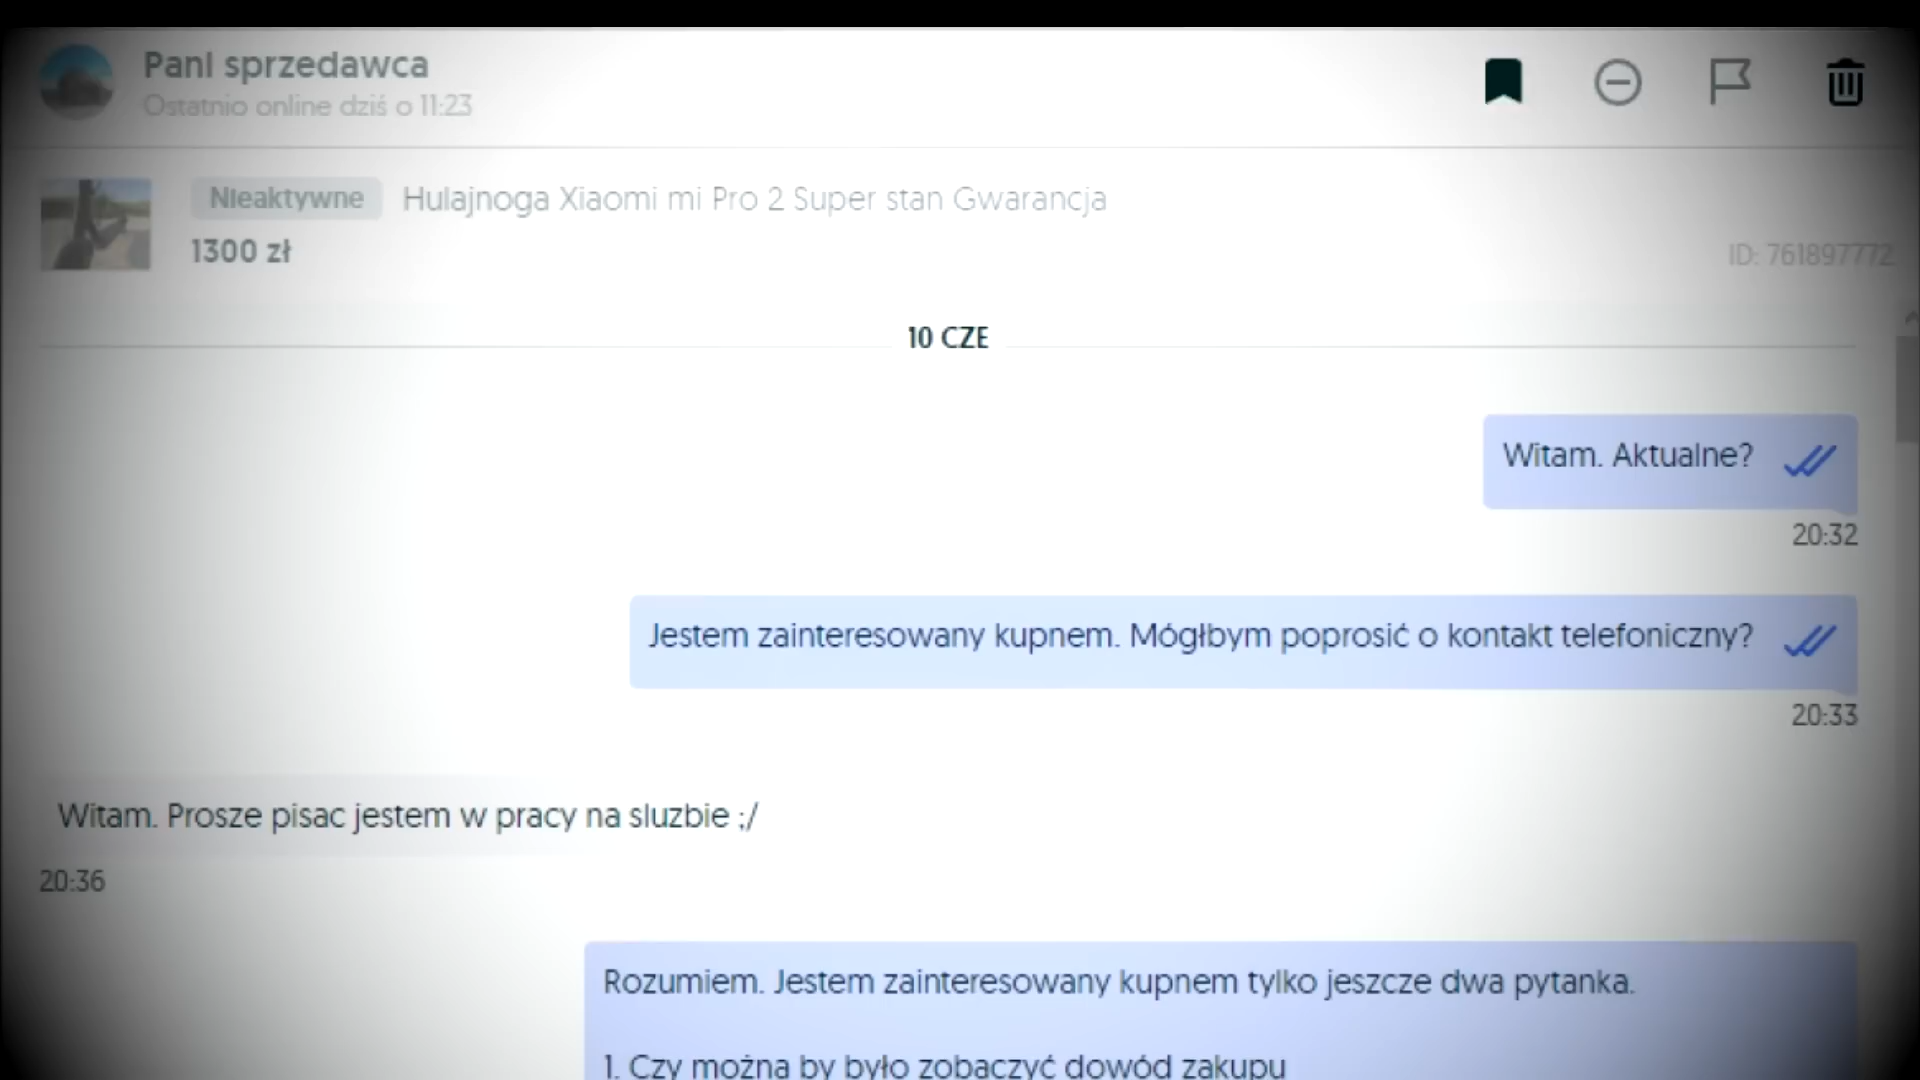 Pani sprzedawca
Ostatnio online dziś o 11:23
Nieaktywne Hulajnoga Xiaomi mi Pro 2 Super stan Gwarancja
1300 zł
ID: 761897772
10 CZE
Witam. Aktualne?
20:32
Jestem zainteresowany kupnem. Mógłbym poprosić o kontakt telefoniczny?
20:33
Witam. Prosze pisac jestem w pracy na sluzbie ;/
20:36
Rozumiem. Jestem zainteresowany kupnem tylko jeszcze dwa pytanka.
1. Czy można by było zobaczyć dowód zakupu